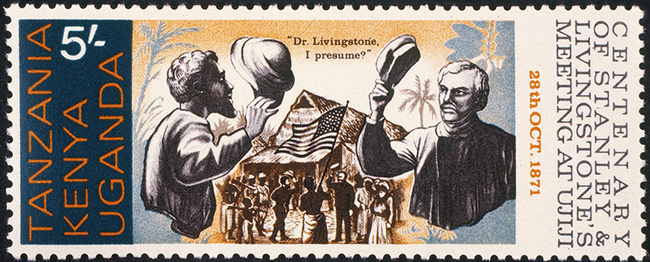 TANZANIA
KENYA
UGANDA
5/-
"Dr. Livingstone,
I presume?"
28th OCT. 1871
CENTENARY
OF STANLEY &
LIVINGSTONE'S
MEETING AT UJIJI